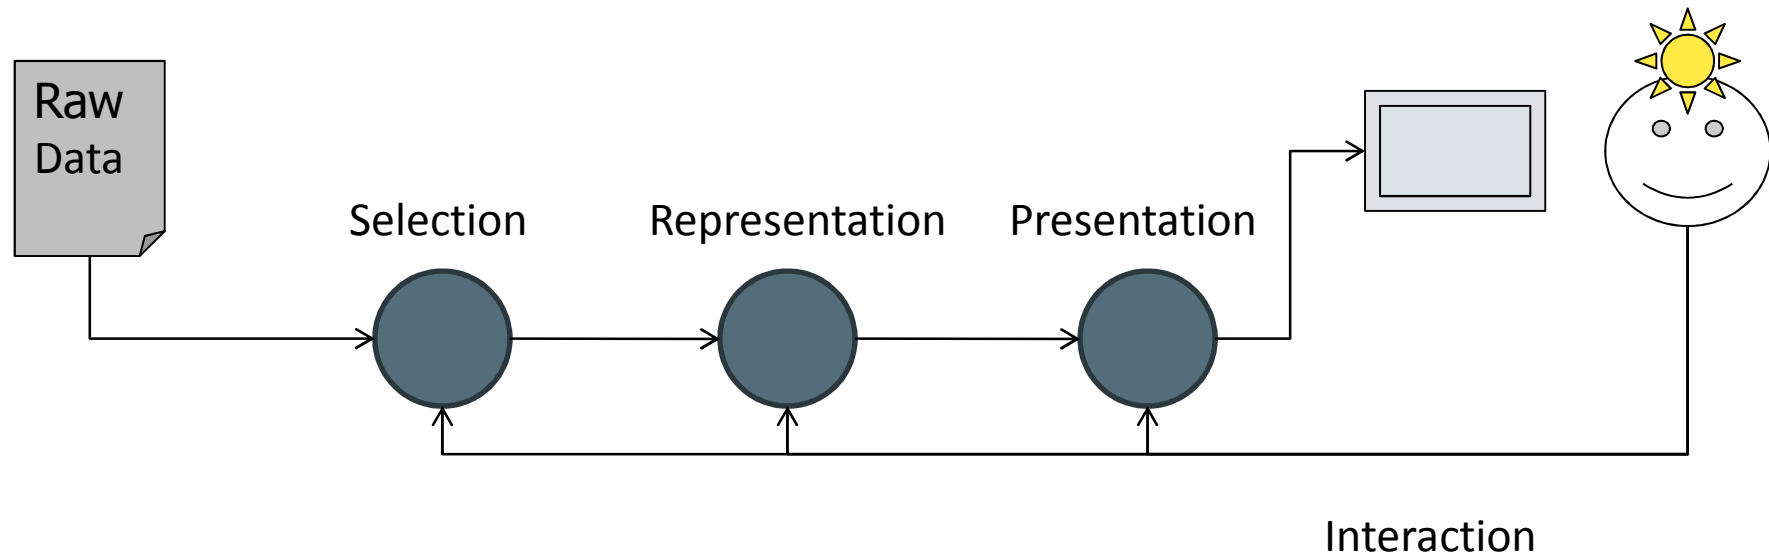 Raw
Data
Selection
Representation
Presentation
Interaction